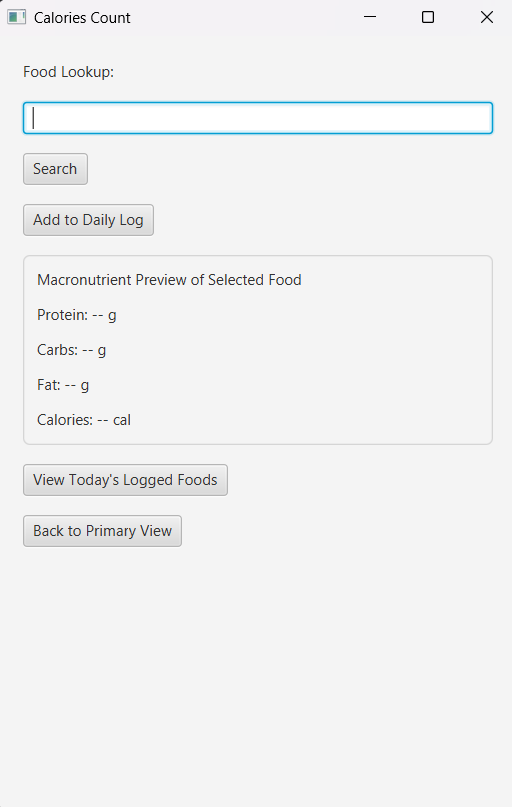 Calories Count
Food Lookup:
Search
Add to Daily Log
Macronutrient Preview of Selected Food
Protein: -- g
Carbs: -- g
Fat: -- g
Calories: -- cal
View Today's Logged Foods
Back to Primary View